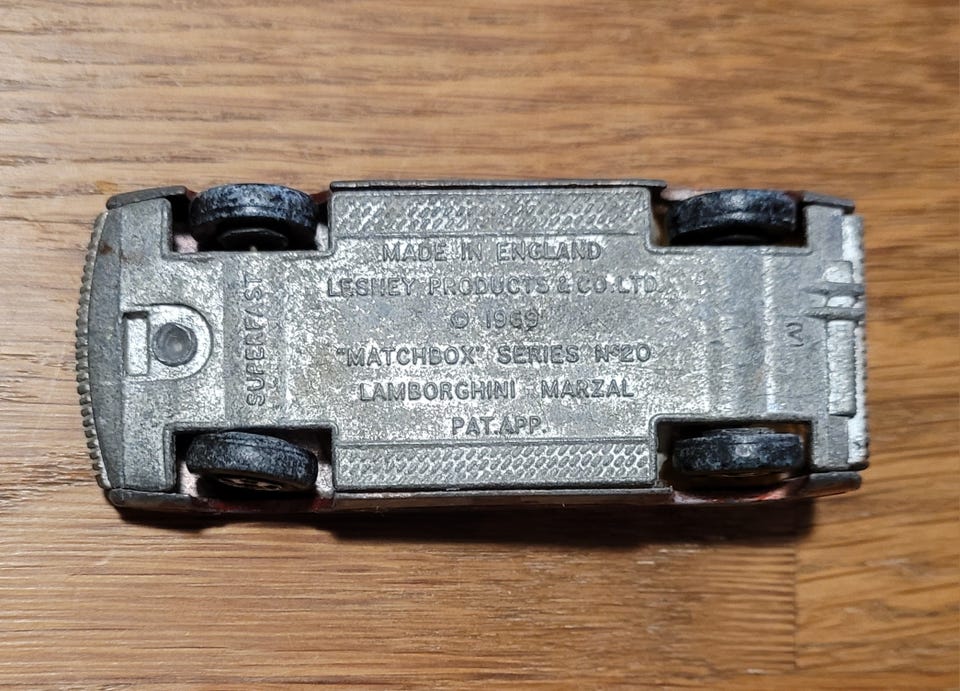 MADE IN ENGLAND
LESNEY PRODUCTS & CO. LTD.
© 1969
"MATCHBOX" SERIES Nº20
LAMBORGHINI MARZAL
PAT. APP.
SUPERFAST